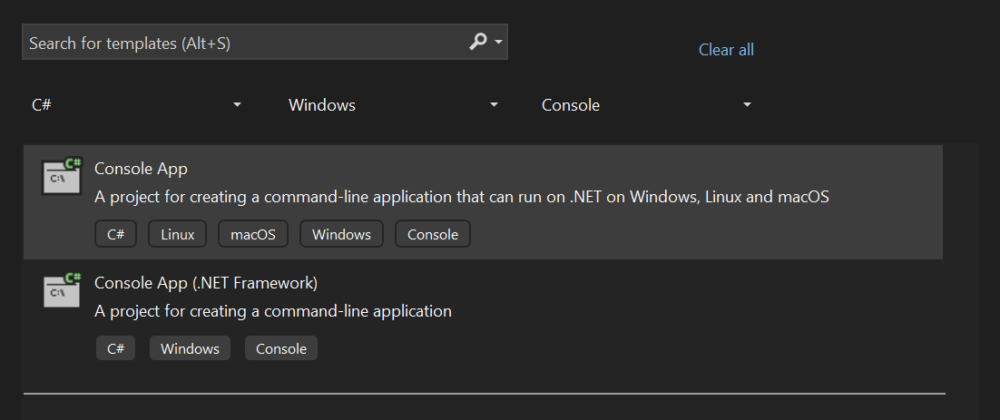 Search for templates (Alt+S)
Clear all
C#
Windows
Console
C#
C:\
Console App
A project for creating a command-line application that can run on .NET on Windows, Linux and macOS
C# Linux macOS Windows Console
C#
C:\
Console App (.NET Framework)
A project for creating a command-line application
C# Windows Console